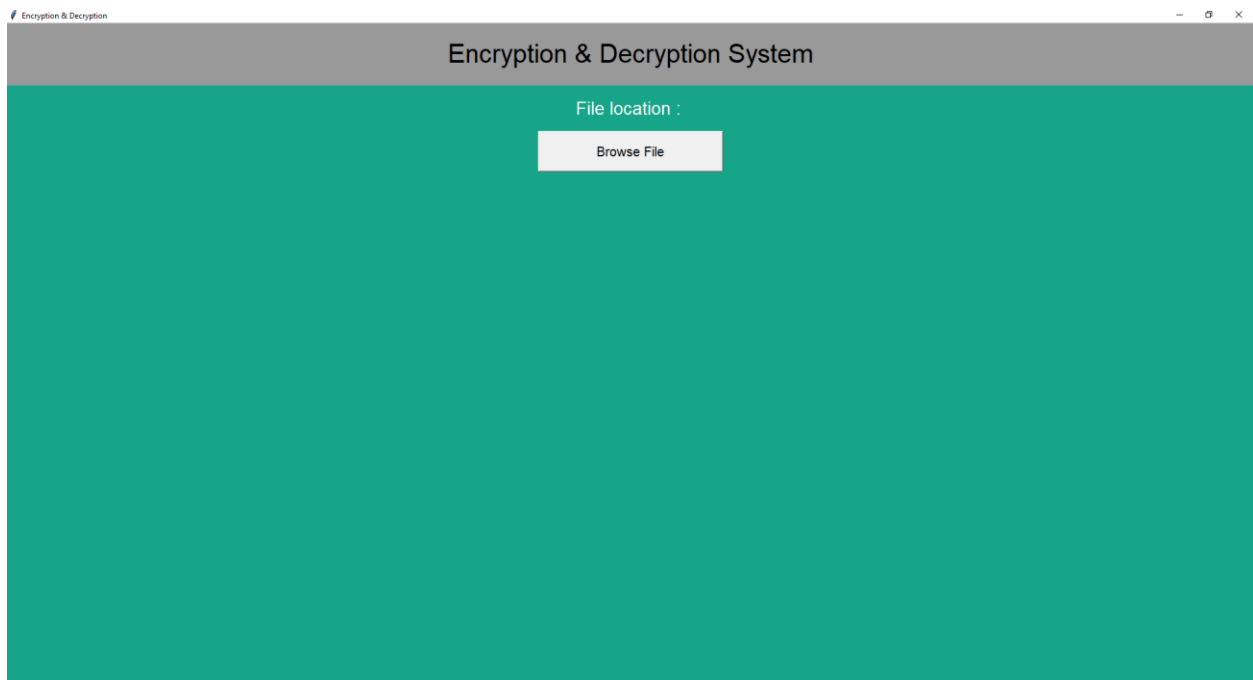 Encryption & Decryption
Encryption & Decryption System
File location :
Browse File